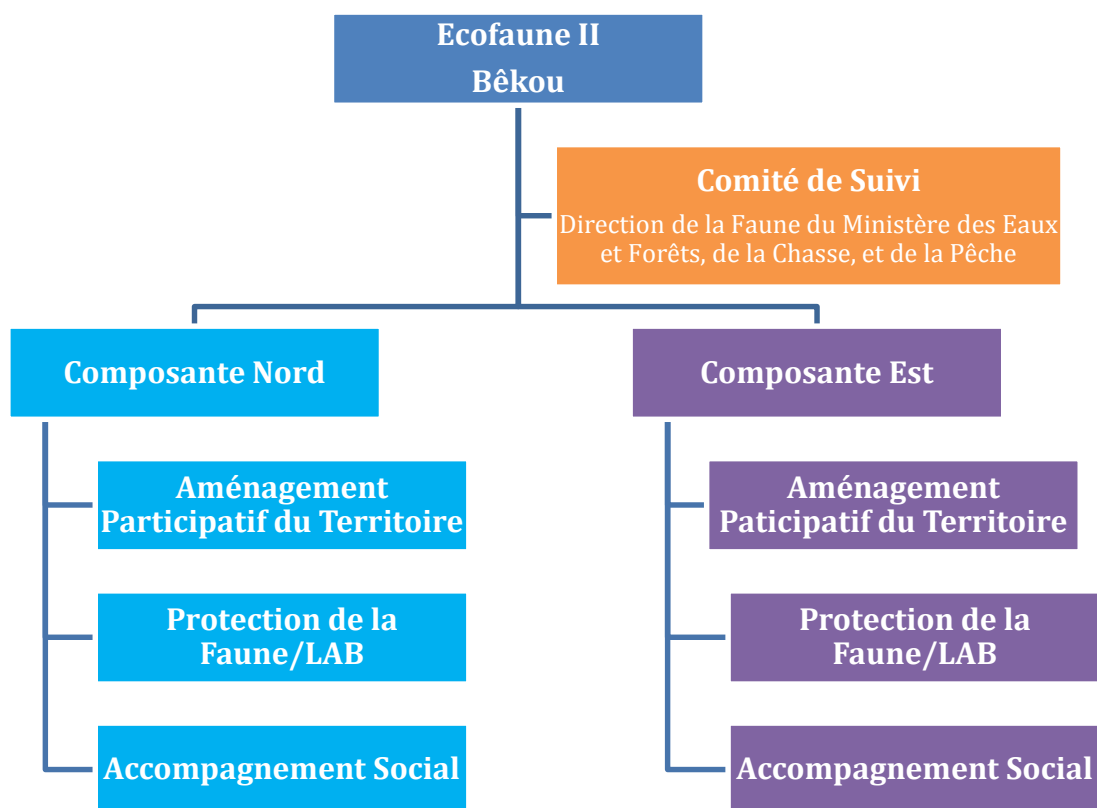 Ecofaune II
Bêkou
Comité de Suivi
Direction de la Faune du Ministère des Eaux
et Forêts, de la Chasse, et de la Pêche
Composante Nord
Aménagement
Participatif du Territoire
Protection de la
Faune/LAB
Accompagnement Social
Composante Est
Aménagement
Paticipatif du Territoire
Protection de la
Faune/LAB
Accompagnement Social